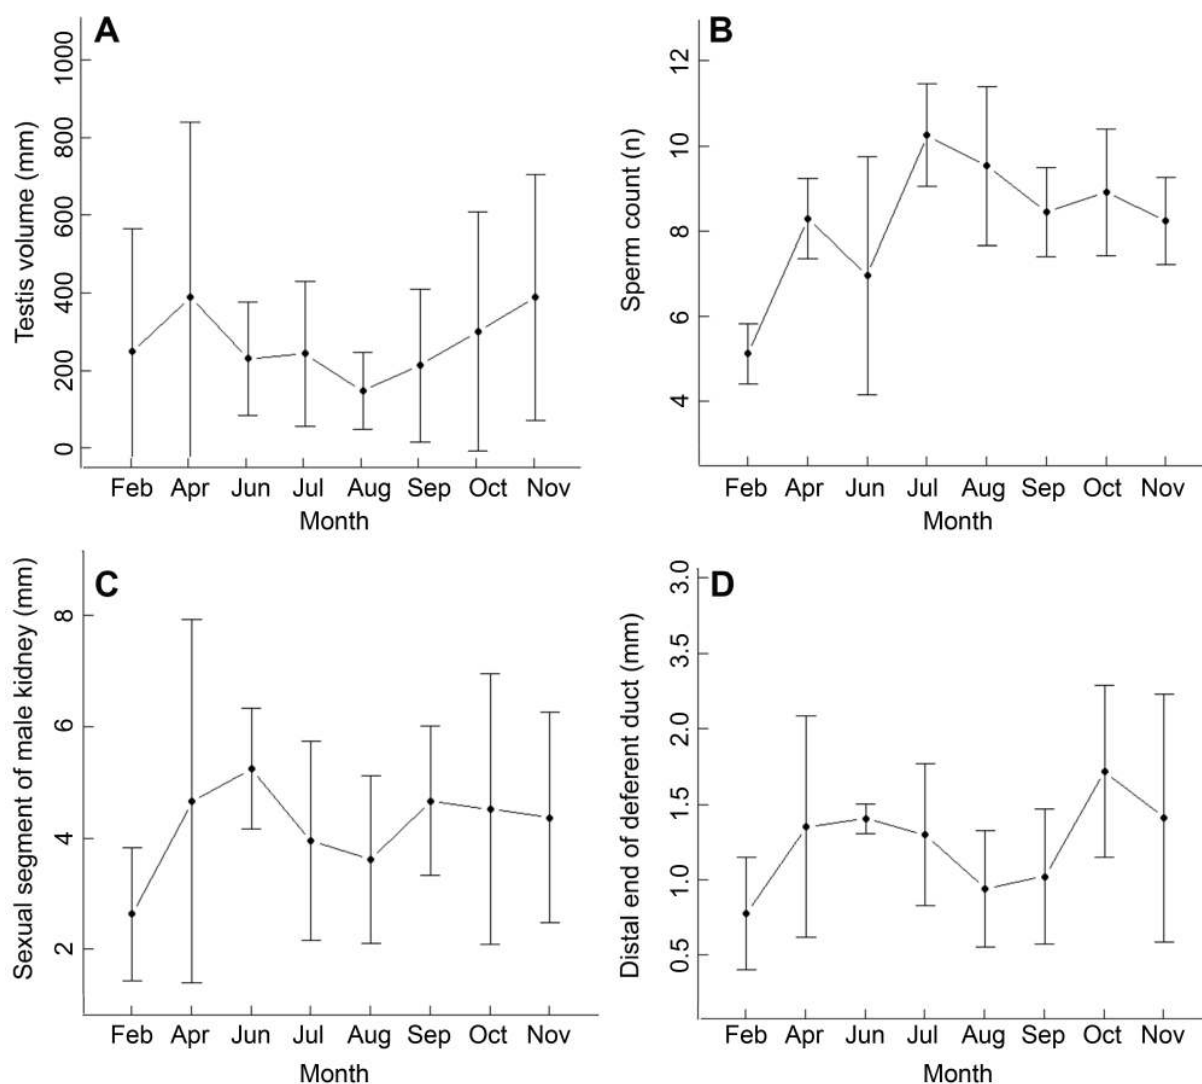 A
Testis volume (mm)
1000
800
600
400
200
0
Feb Apr Jun Jul Aug Sep Oct Nov
Month
B
Sperm count (n)
12
10
8
6
4
Feb Apr Jun Jul Aug Sep Oct Nov
Month
C
Sexual segment of male kidney (mm)
8
6
4
2
Feb Apr Jun Jul Aug Sep Oct Nov
Month
D
Distal end of deferent duct (mm)
3.0
3.5
2.0
1.5
1.0
0.5
Feb Apr Jun Jul Aug Sep Oct Nov
Month